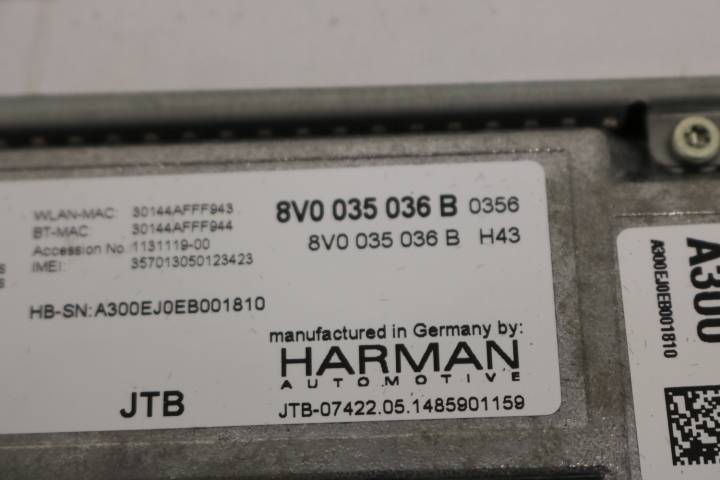 WLAN-MAC: 30144AFFF943
BT-MAC: 30144AFFF944
Accession No. 1131119-00
IMEI: 357013050123423
HB-SN: A300EJ0EB001810
8V0 035 036 B 0356
8V0 035 036 B H43
manufactured in Germany by:
HARMAN
AUTOMOTIVE
JTB
JTB-07422.05.1485901159
A300
A300EJ0EB001810